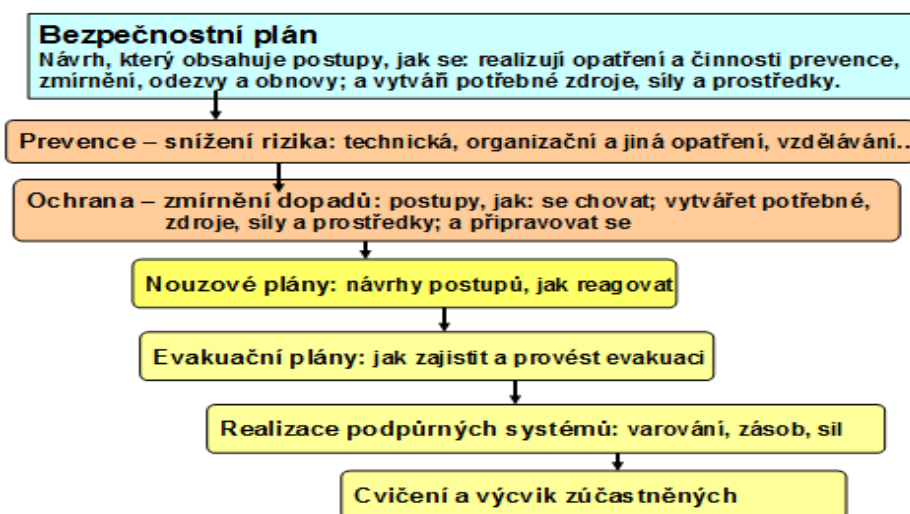 Bezpečnostní plán
Návrh, který obsahuje postupy, jak se: realizují opatření a činnosti prevence,
zmírnění, odezvy a obnovy; a vytváří potřebné zdroje, síly a prostředky.
Prevence – snížení rizika: technická, organizační a jiná opatření, vzdělávání..
Ochrana – zmírnění dopadů: postupy, jak: se chovat; vytvářet potřebné,
zdroje, síly a prostředky; a připravovat se
Nouzové plány: návrhy postupů, jak reagovat
Evakuační plány: jak zajistit a provést evakuaci
Realizace podpůrných systémů: varování, zásob, sil
Cvičení a výcvik zúčastněných